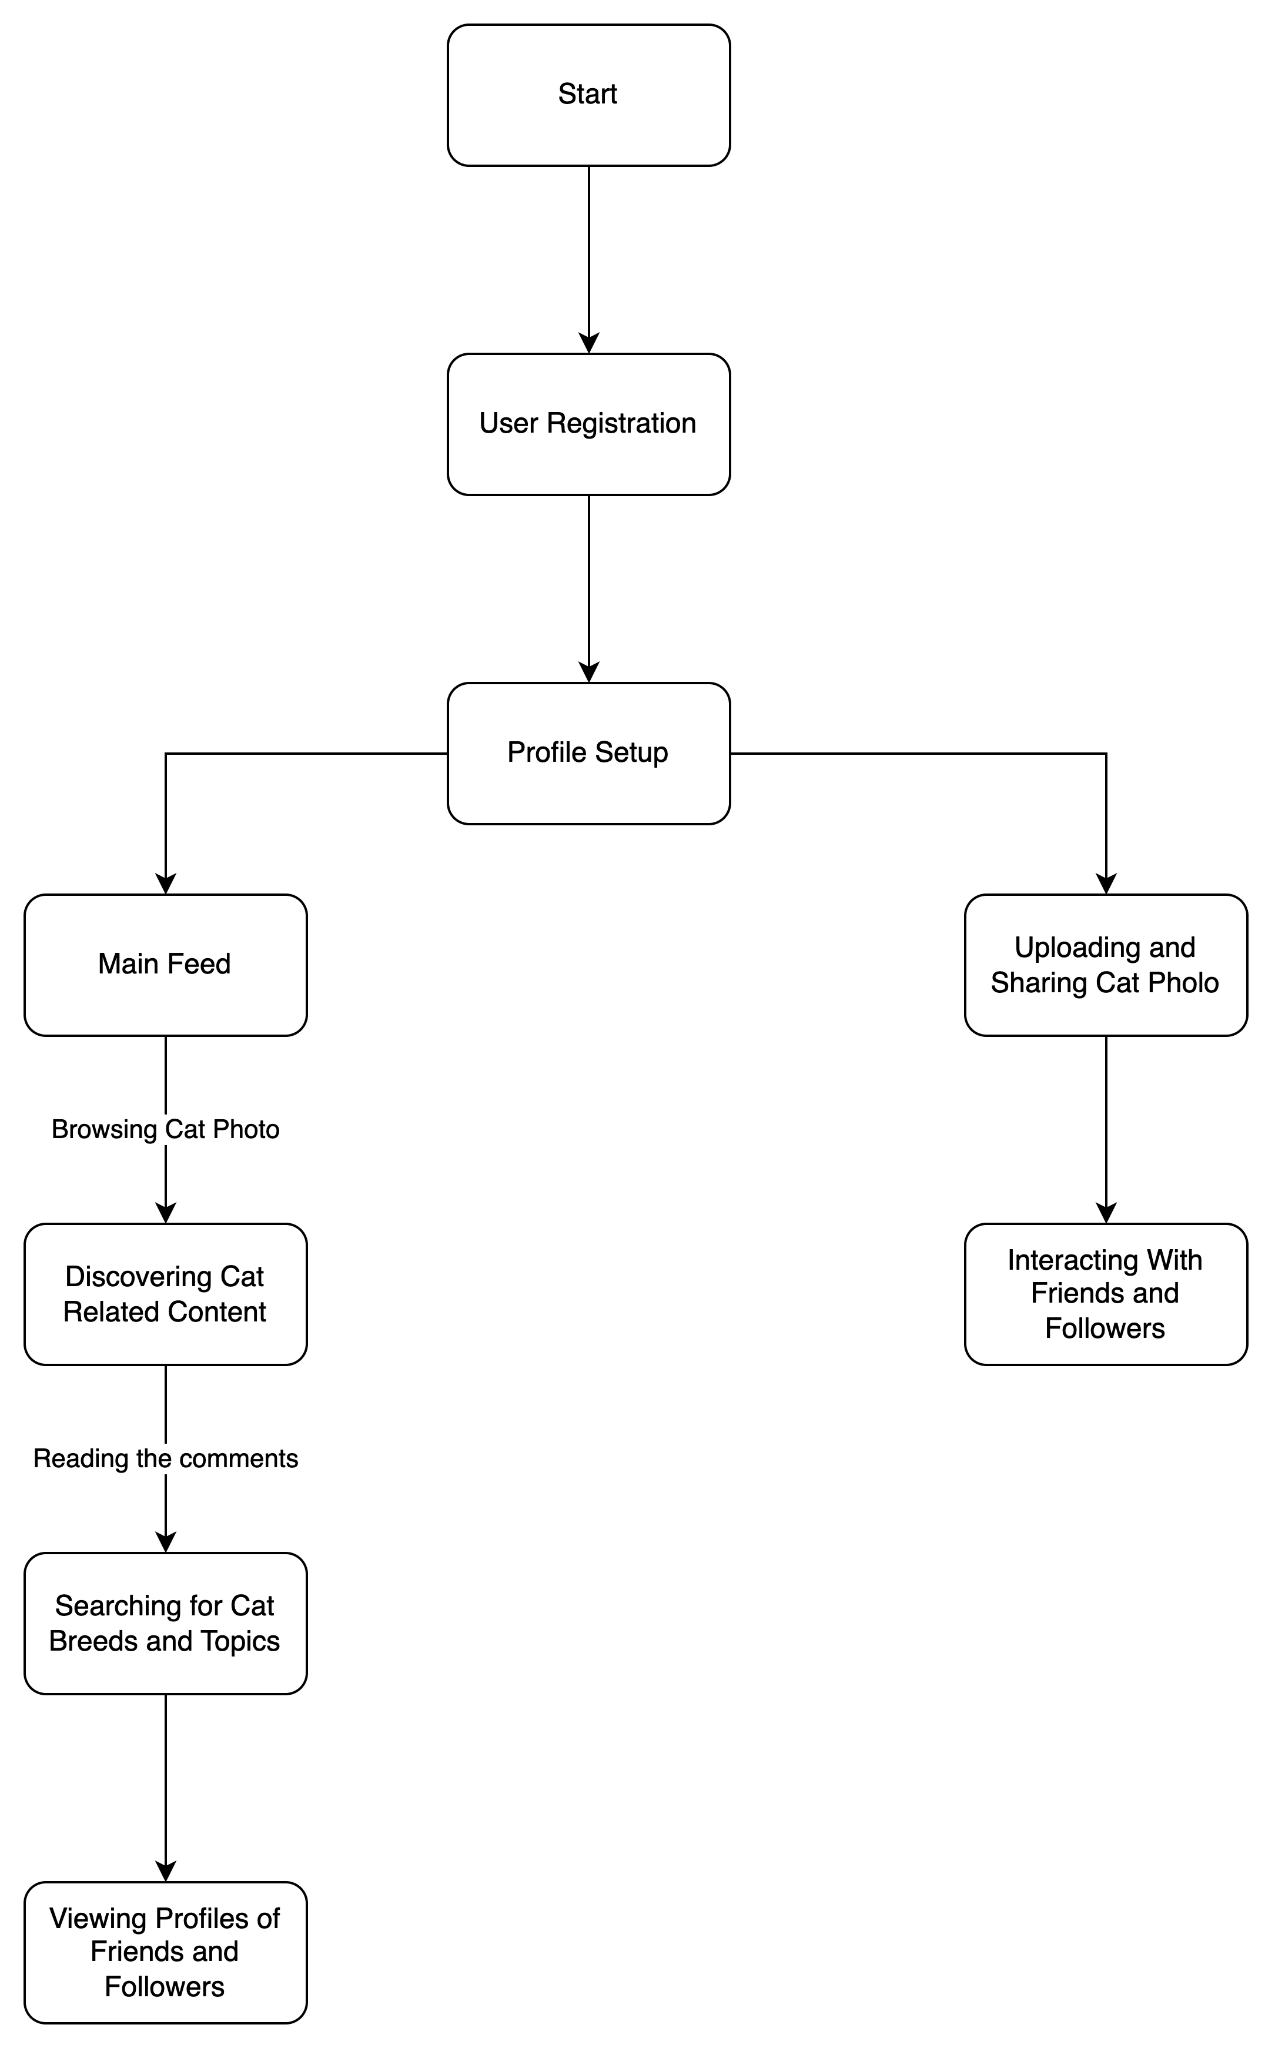 Start
User Registration
Profile Setup
Main Feed
Uploading and
Sharing Cat Pholo
Browsing Cat Photo
Discovering Cat
Related Content
Interacting With
Friends and
Followers
Reading the comments
Searching for Cat
Breeds and Topics
Viewing Profiles of
Friends and
Followers